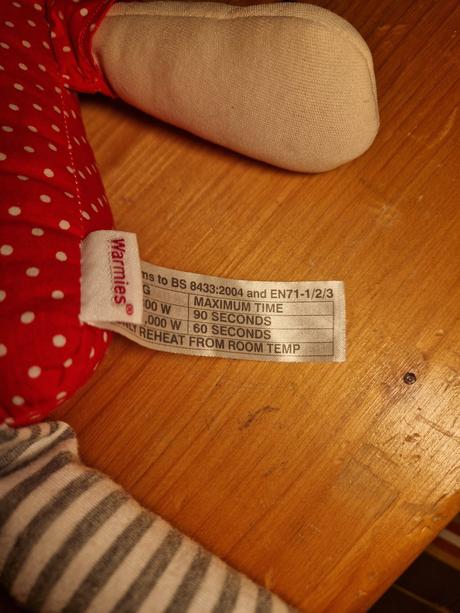 Warmies®
ms to BS 8433:2004 and EN71-1/2/3
G MAXIMUM TIME
00 W 90 SECONDS
000 W 60 SECONDS
REHEAT FROM ROOM TEMP